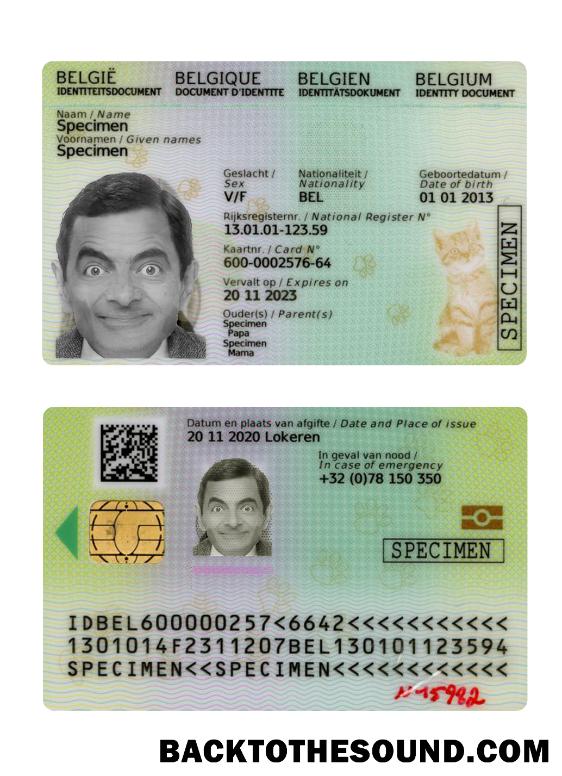 BELGIË BELGIQUE BELGIEN BELGIUM
IDENTITEITSDOCUMENT DOCUMENT D'IDENTITE IDENTITÄTSDOKUMENT IDENTITY DOCUMENT
Naam / Name
Specimen
Voornamen / Given names
Specimen
Geslacht / Sex
V/F
Nationaliteit / Nationality
BEL
Geboortedatum / Date of birth
01 01 2013
Rijksregisternr. / National Register N°
13.01.01-123.59
Kaartnr. / Card N°
600-0002576-64
Vervalt op / Expires on
20 11 2023
Ouder(s) / Parent(s)
Specimen
Papa
Specimen
Mama
SPECIMEN
Datum en plaats van afgifte / Date and Place of issue
20 11 2020 Lokeren
In geval van nood /
In case of emergency
+32 (0)78 150 350
SPECIMEN
IDBEL600000257<6642<<<<<<<<<<<
1301014F2311207BEL130101123594
SPECIMEN<<SPECIMEN<<<<<<<<<<<<
N°15982
BACKTOTHESOUND.COM